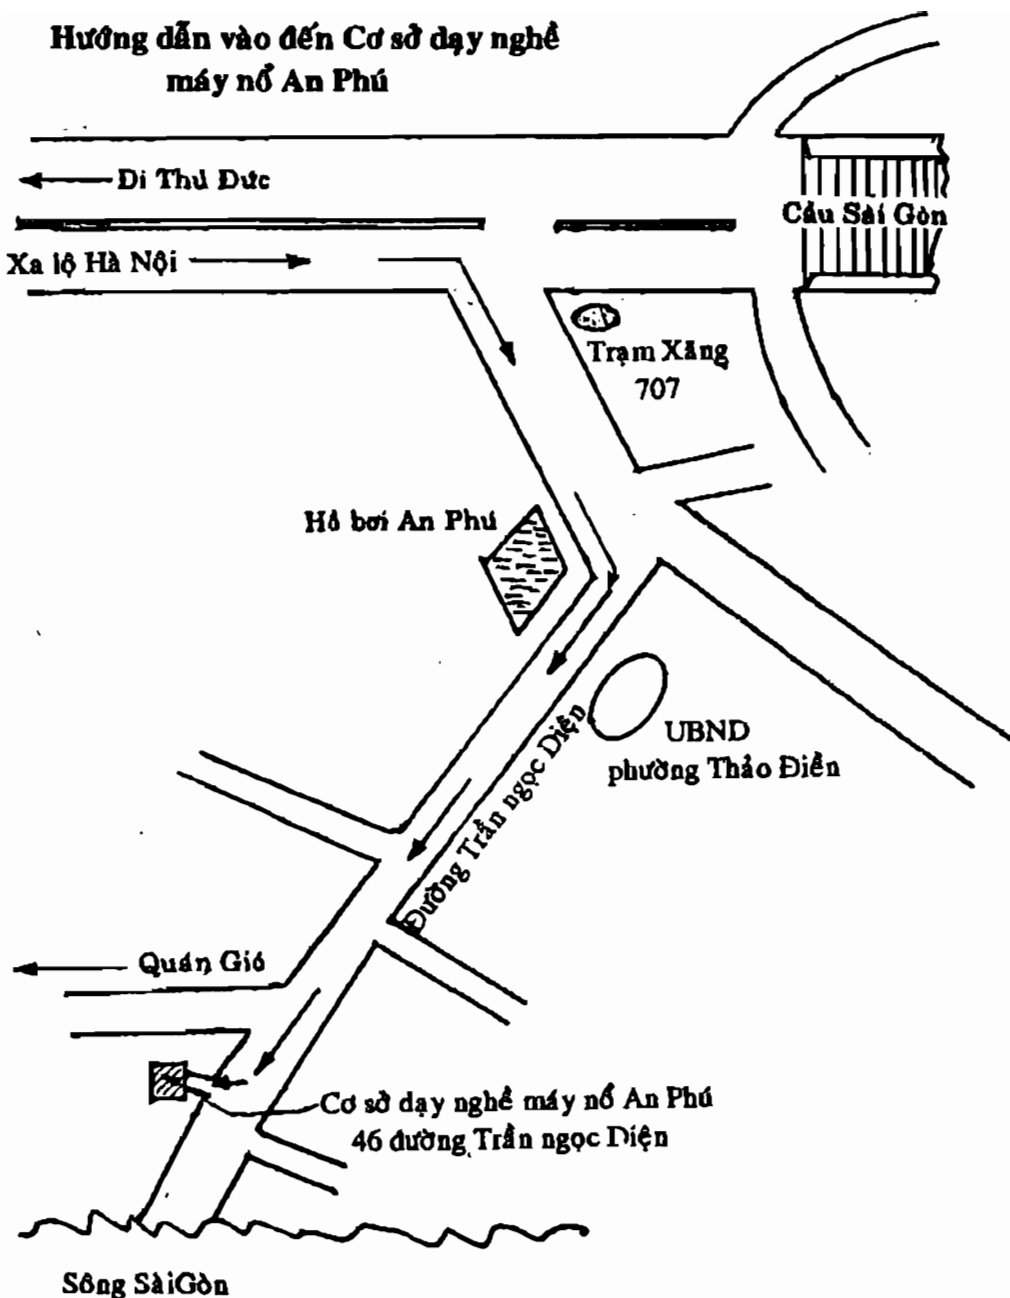 Hướng dẫn vào đến Cơ sở dạy nghề
máy nổ An Phú
Đi Thủ Đức
Cầu Sài Gòn
Xa lộ Hà Nội
Trạm Xăng
707
Hồ bơi An Phú
UBND
phường Thảo Điền
Đường Trần ngọc Diện
Quán Gió
Cơ sở dạy nghề máy nổ An Phú
46 đường Trần ngọc Diện
Sông SàiGòn